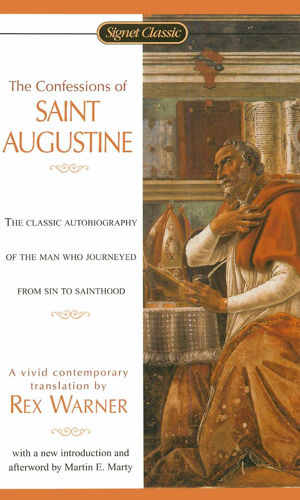 Signet Classic
The Confessions of
SAINT
AUGUSTINE
THE CLASSIC AUTOBIOGRAPHY
OF THE MAN WHO JOURNEYED
FROM SIN TO SAINTHOOD
A vivid contemporary
translation by
REX WARNER
with a new introduction and
afterword by Martin E. Marty